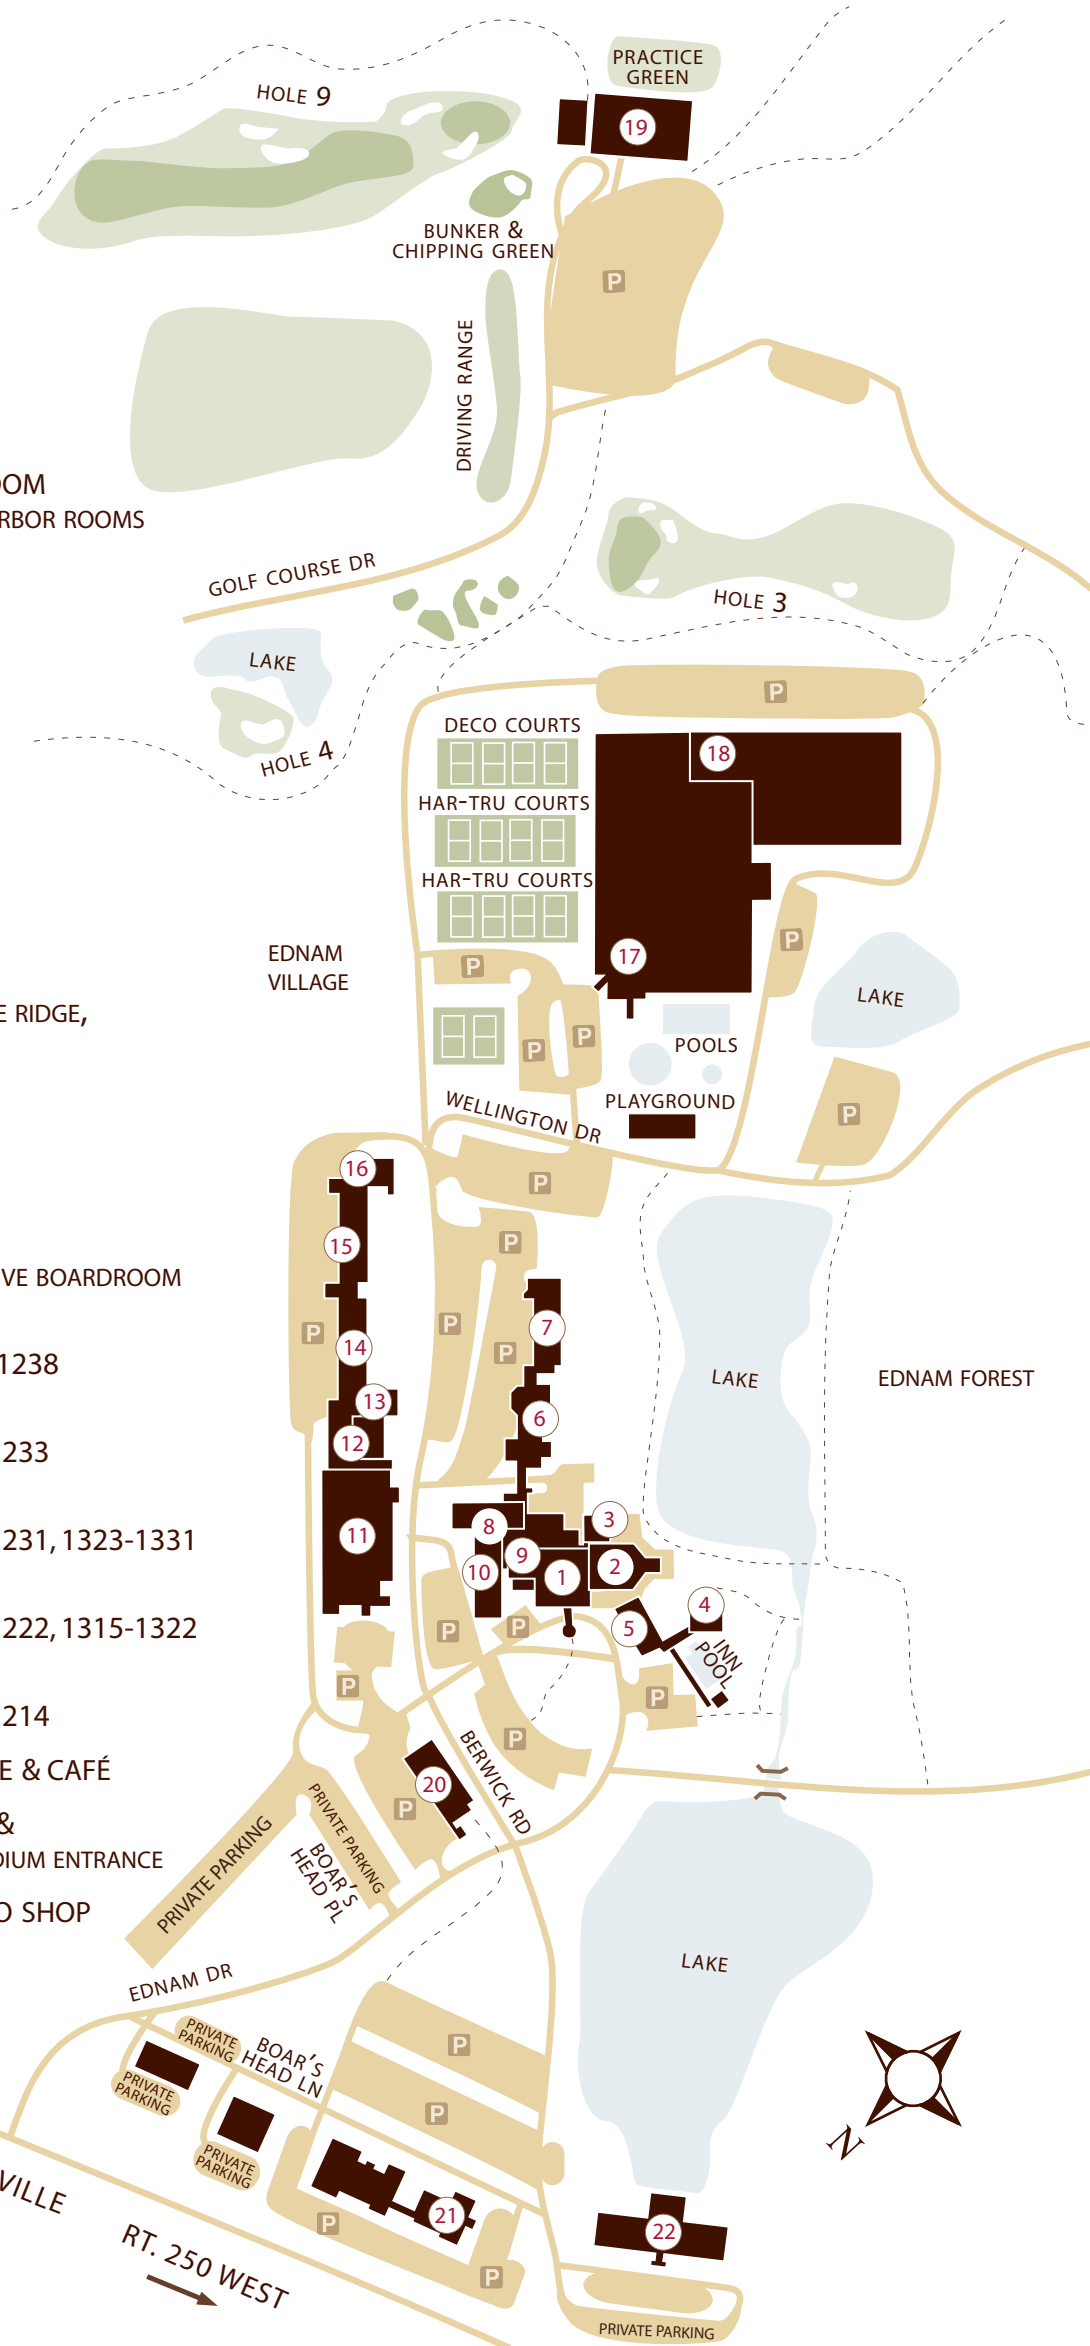 PRACTICE
GREEN
HOLE 9
19
BUNKER &
CHIPPING GREEN
P
DRIVING RANGE
OOM
RBOR ROOMS
GOLF COURSE DR
HOLE 3
LAKE
HOLE 4
P
DECO COURTS
18
HAR-TRU COURTS
HAR-TRU COURTS
EDNAM
VILLAGE
P
17
P
LAKE
E RIDGE,
P
P
POOLS
PLAYGROUND
WELLINGTON DR
P
16
P
15
P
VE BOARDROOM
P
14
P
P
7
1238
LAKE
EDNAM FOREST
13
12
6
233
11
8
3
9
10
1
2
231, 1323-1331
4
5
P
P
INN
POOL
222, 1315-1322
P
P
214
P
BERWICK RD
E & CAFÉ
20
P
PRIVATE PARKING
PRIVATE PARKING
BOAR'S
HEAD PL
&
DIUM ENTRANCE
O SHOP
LAKE
EDNAM DR
PRIVATE
PARKING
BOAR'S
HEAD LN
P
PRIVATE
PARKING
P
PRIVATE
PARKING
N
VILLE
21
P
22
RT. 250 WEST
P
PRIVATE PARKING